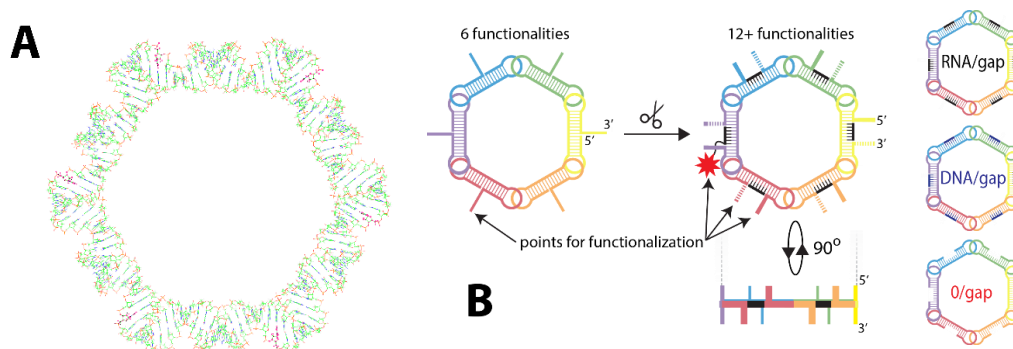 A
6 functionalities
3′
5′
12+ functionalities
5′
3′
points for functionalization
90°
B
5′
3′
RNA/gap
DNA/gap
0/gap